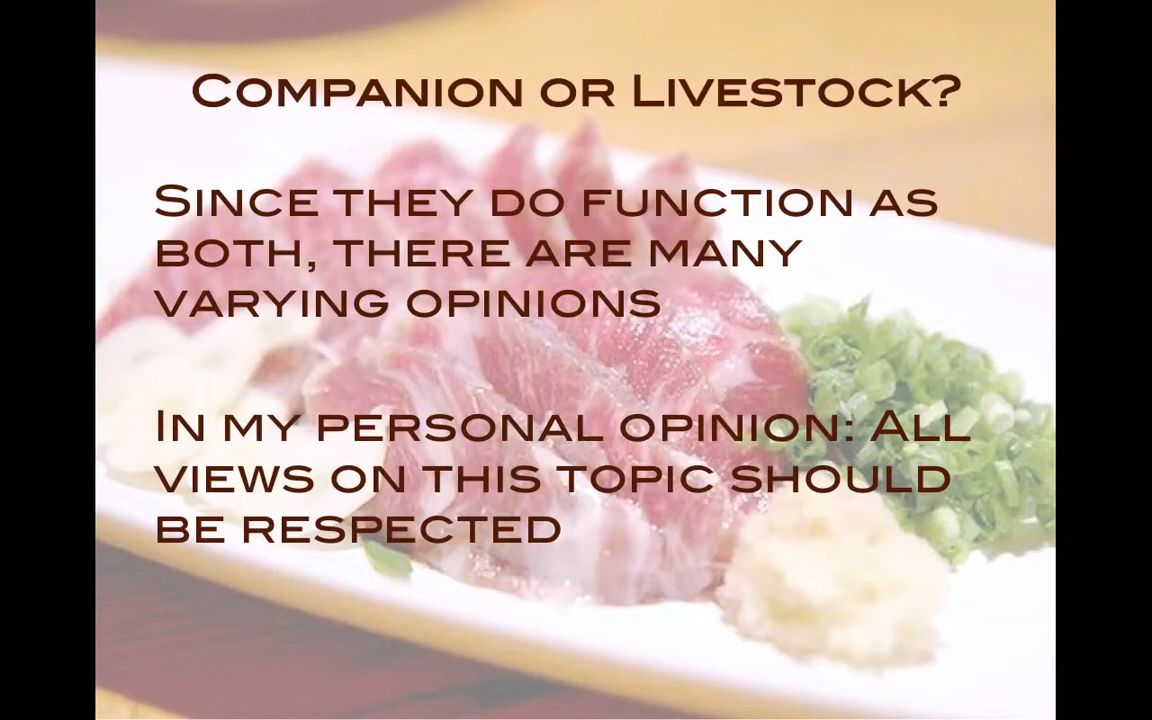 Companion or Livestock?
Since they do function as
both, there are many
varying opinions
In my personal opinion: All
views on this topic should
be respected